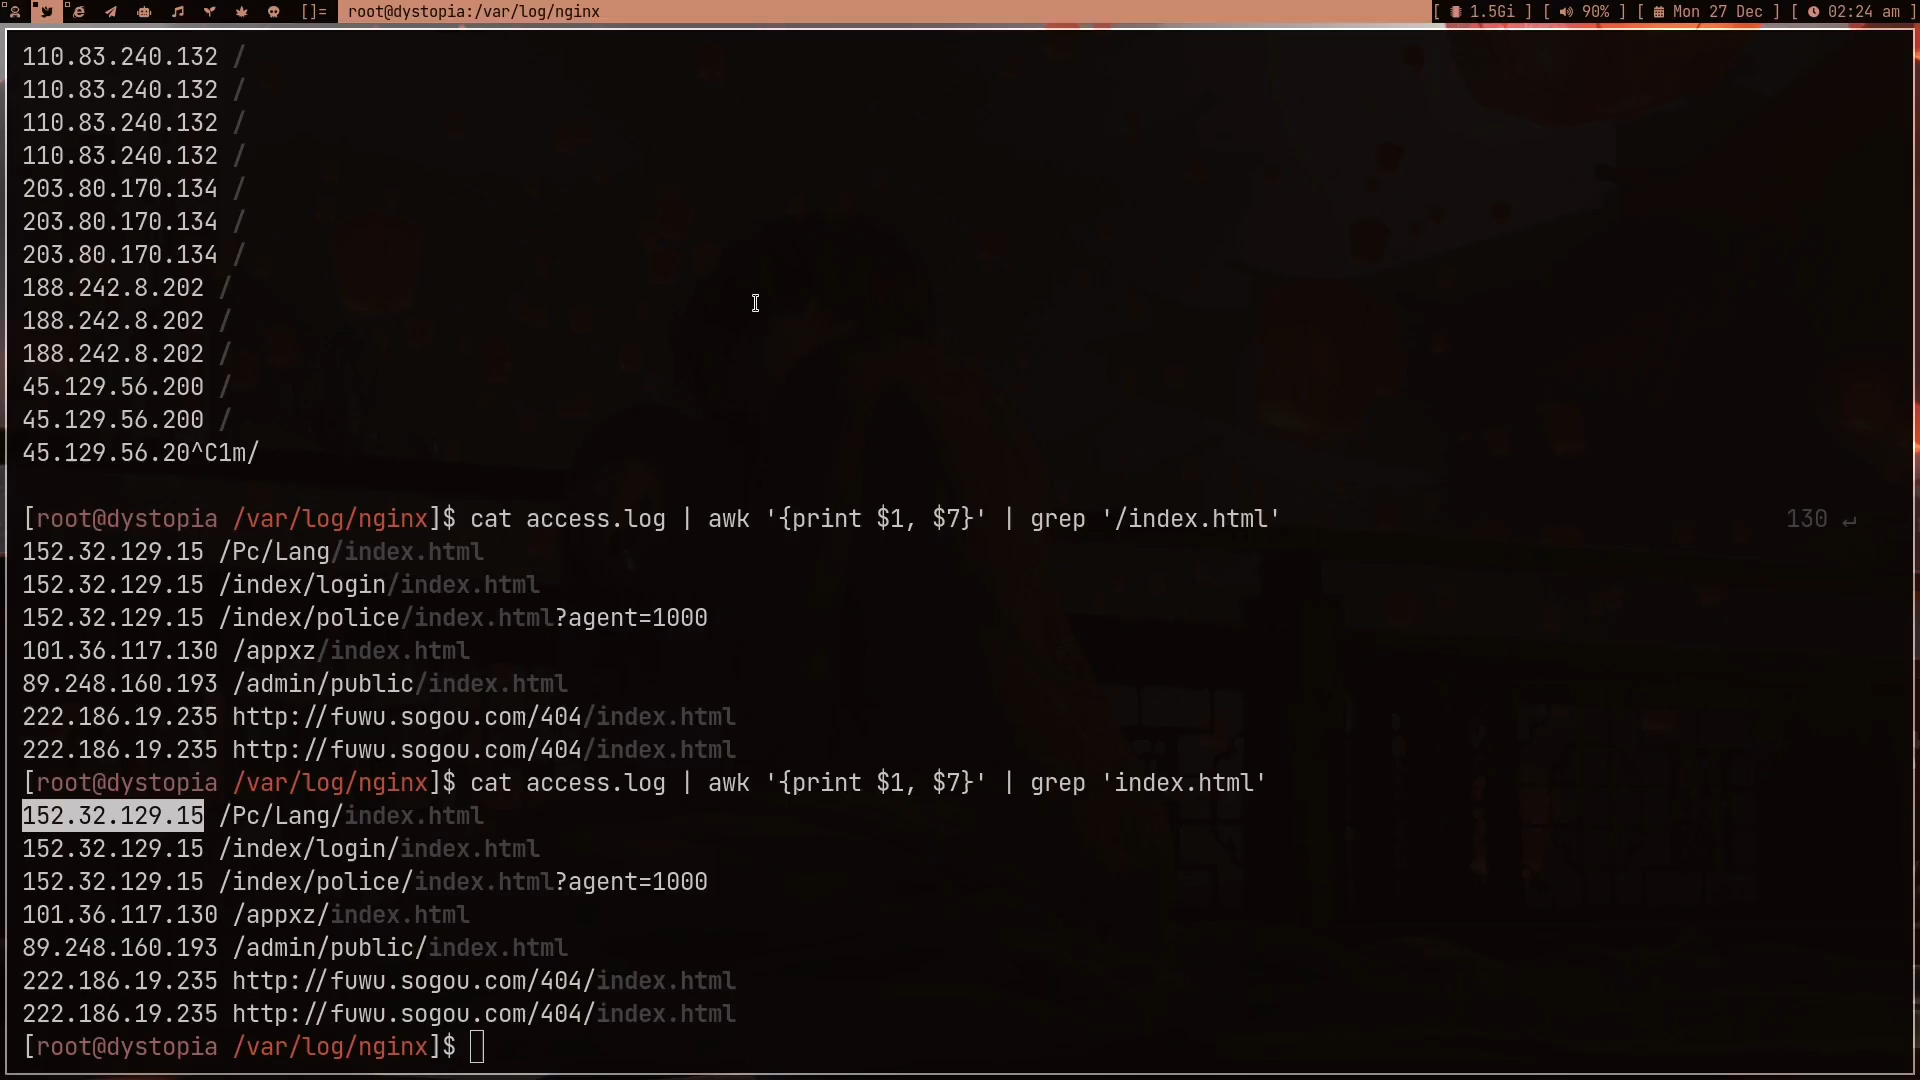 []= root@dystopia:/var/log/nginx [ 1.5Gi ] [ 90% ] [ Mon 27 Dec ] [ 02:24 am ]
110.83.240.132 /
110.83.240.132 /
110.83.240.132 /
110.83.240.132 /
203.80.170.134 /
203.80.170.134 /
203.80.170.134 /
188.242.8.202 /
188.242.8.202 /
188.242.8.202 /
45.129.56.200 /
45.129.56.200 /
45.129.56.20^C1m/
[root@dystopia /var/log/nginx]$ cat access.log | awk '{print $1, $7}' | grep '/index.html' 130 ↵
152.32.129.15 /Pc/Lang/index.html
152.32.129.15 /index/login/index.html
152.32.129.15 /index/police/index.html?agent=1000
101.36.117.130 /appxz/index.html
89.248.160.193 /admin/public/index.html
222.186.19.235 http://fuwu.sogou.com/404/index.html
222.186.19.235 http://fuwu.sogou.com/404/index.html
[root@dystopia /var/log/nginx]$ cat access.log | awk '{print $1, $7}' | grep 'index.html'
152.32.129.15 /Pc/Lang/index.html
152.32.129.15 /index/login/index.html
152.32.129.15 /index/police/index.html?agent=1000
101.36.117.130 /appxz/index.html
89.248.160.193 /admin/public/index.html
222.186.19.235 http://fuwu.sogou.com/404/index.html
222.186.19.235 http://fuwu.sogou.com/404/index.html
[root@dystopia /var/log/nginx]$